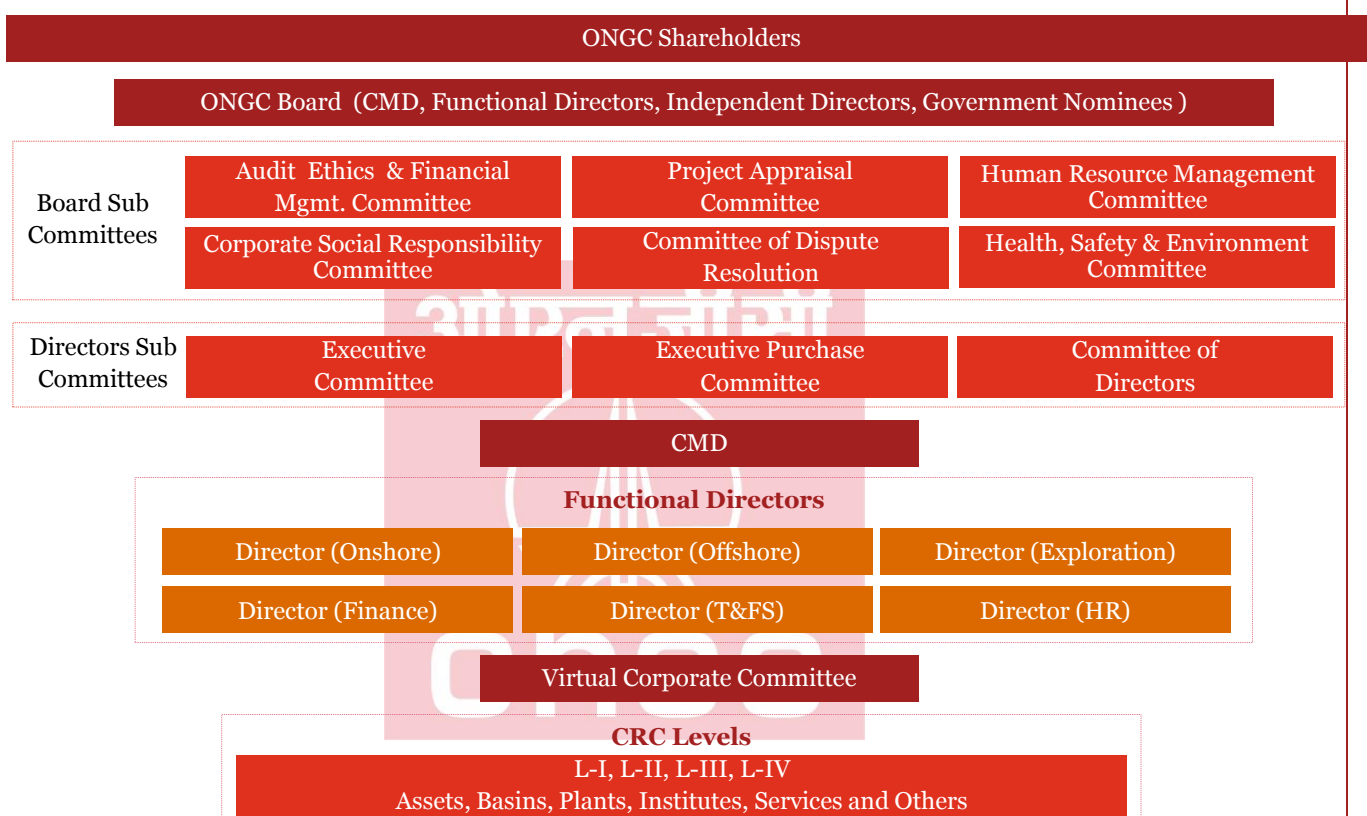 ONGC Shareholders
ONGC Board (CMD, Functional Directors, Independent Directors, Government Nominees )
Board Sub
Committees
Audit Ethics & Financial
Mgmt. Committee
Project Appraisal
Committee
Human Resource Management
Committee
Corporate Social Responsibility
Committee
Committee of Dispute
Resolution
Health, Safety & Environment
Committee
Directors Sub
Committees
Executive
Committee
Executive Purchase
Committee
Committee of
Directors
CMD
Functional Directors
Director (Onshore)
Director (Offshore)
Director (Exploration)
Director (Finance)
Director (T&FS)
Director (HR)
Virtual Corporate Committee
CRC Levels
L-I, L-II, L-III, L-IV
Assets, Basins, Plants, Institutes, Services and Others